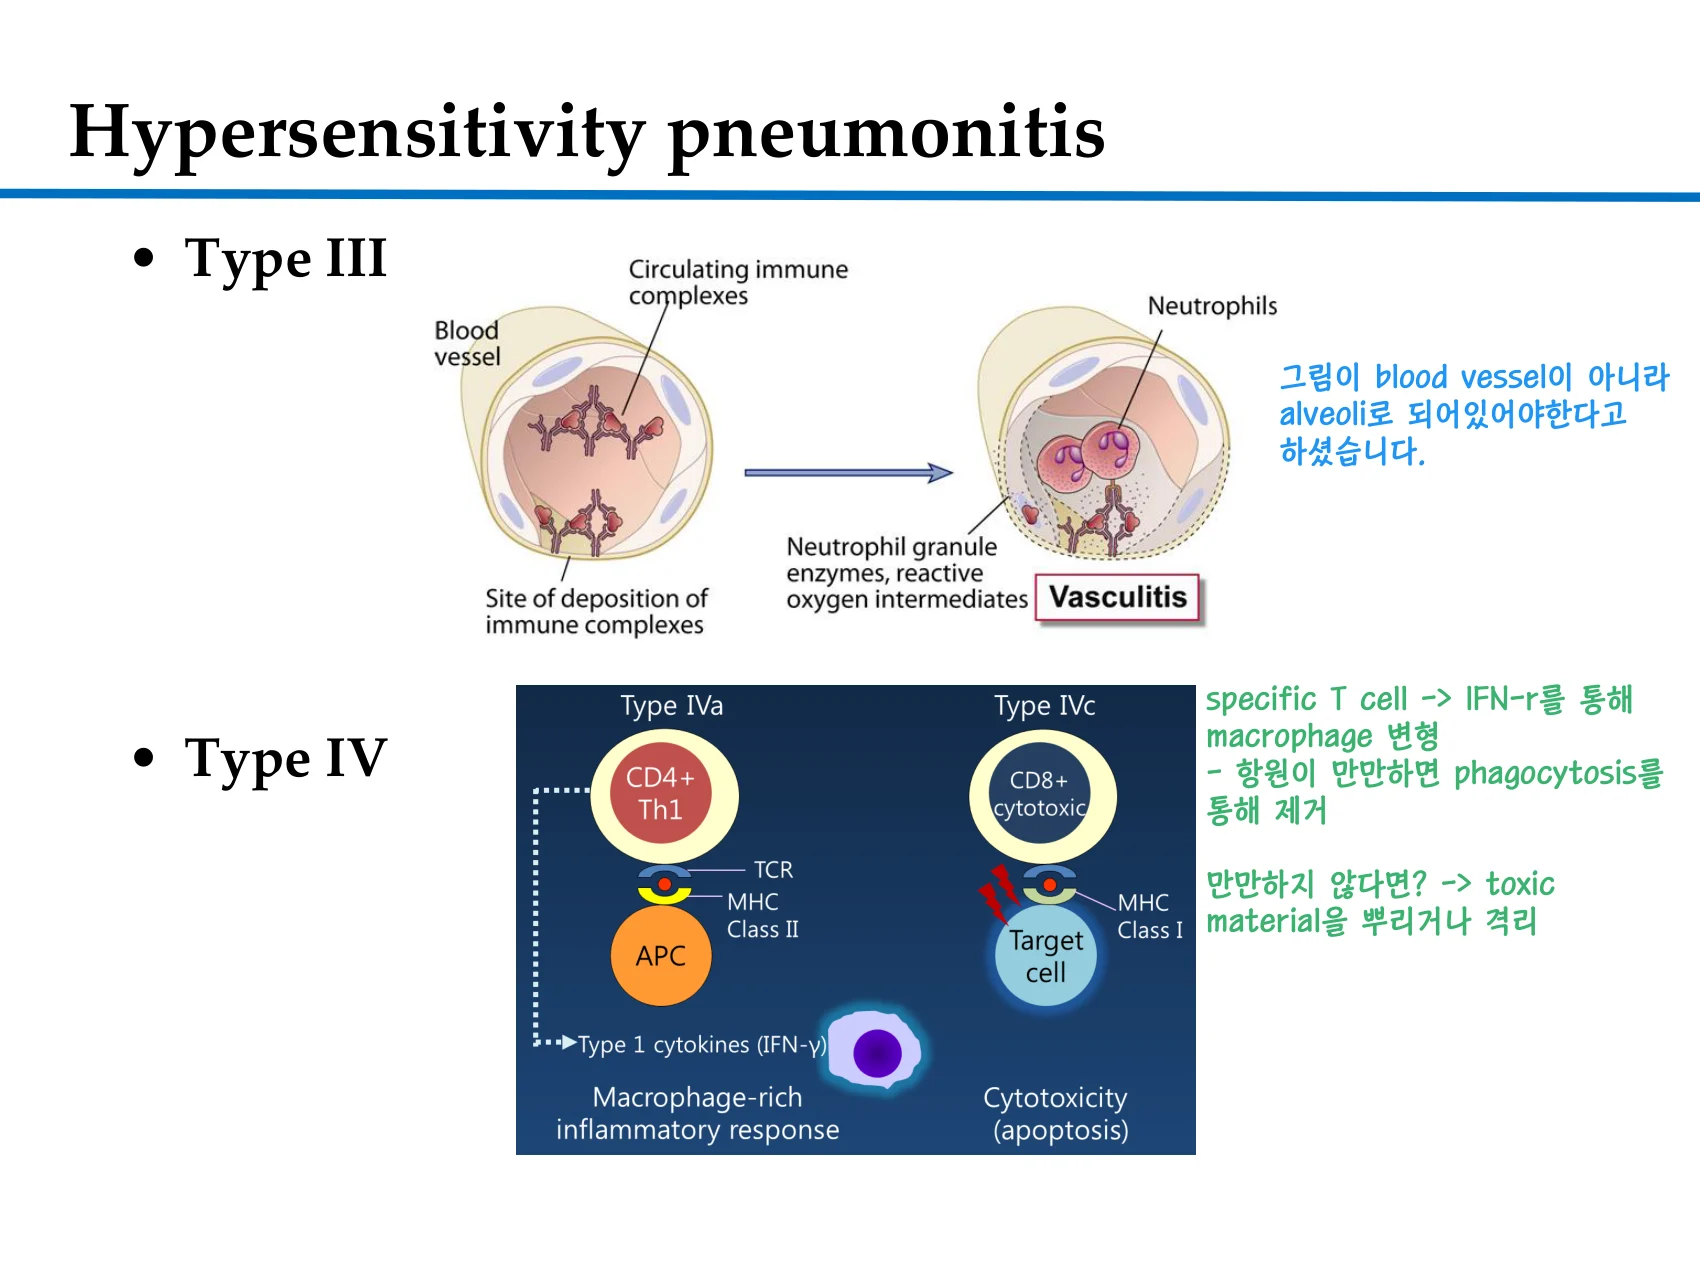 Hypersensitivity pneumonitis
• Type III
Circulating immune
complexes
Blood
vessel
Neutrophils
그림이 blood vessel이 아니라
alveoli로 되어있어야한다고
하셨습니다.
Neutrophil granule
enzymes, reactive
oxygen intermediates
Vasculitis
Site of deposition of
immune complexes
• Type IV
Type IVa
CD4+
Th1
TCR
MHC
Class II
APC
Type 1 cytokines (IFN-γ)
Macrophage-rich
inflammatory response
Type IVc
CD8+
cytotoxic
MHC
Class I
Target
cell
Cytotoxicity
(apoptosis)
specific T cell -> IFN-r를 통해
macrophage 변형
- 항원이 만만하면 phagocytosis를
통해 제거
만만하지 않다면? -> toxic
material을 뿌리거나 격리